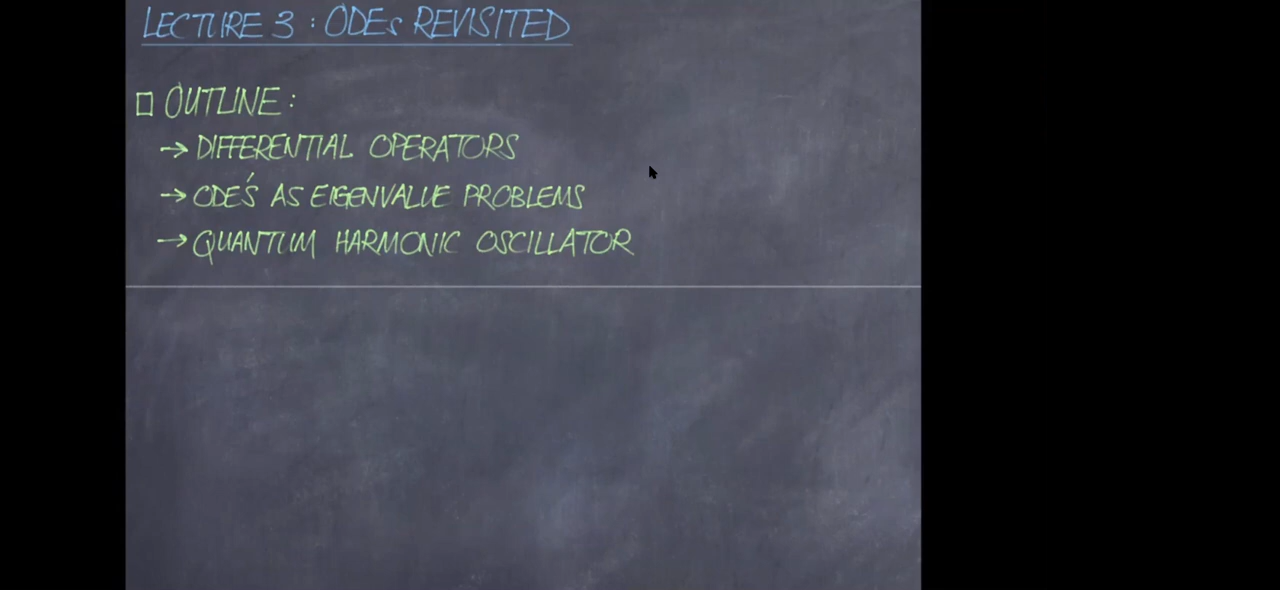 LECTURE 3 : ODEs REVISITED
□ OUTLINE :
→ DIFFERENTIAL OPERATORS
→ ODE'S AS EIGENVALUE PROBLEMS
→ QUANTUM HARMONIC OSCILLATOR